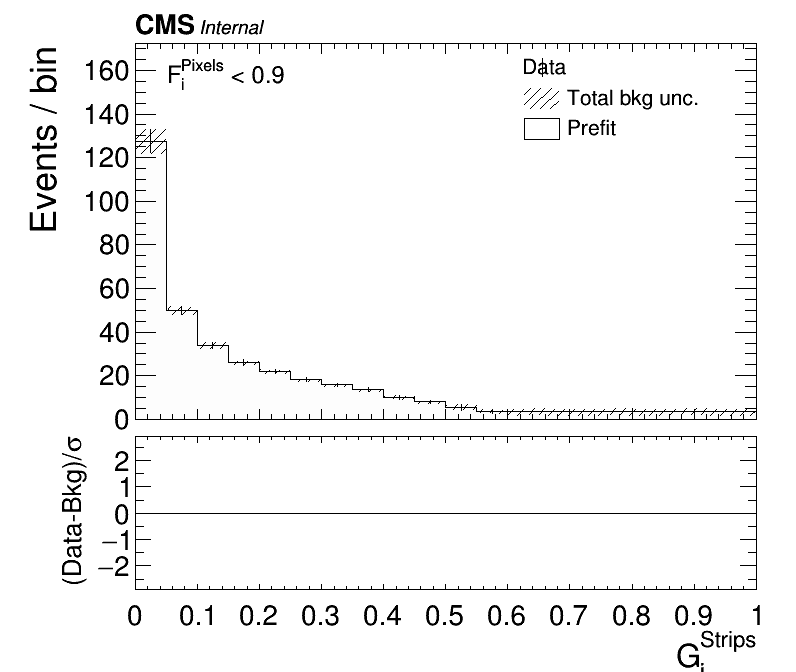 CMS Internal
Events / bin
160
140
120
100
80
60
40
20
0
F_i^Pixels < 0.9
Data
Total bkg unc.
Prefit
(Data-Bkg)/σ
2
1
0
−1
−2
0 0.1 0.2 0.3 0.4 0.5 0.6 0.7 0.8 0.9 1
G_i^Strips